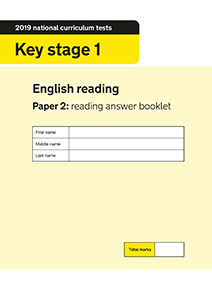 2019 national curriculum tests
Key stage 1
English reading
Paper 2: reading answer booklet
First name
Middle name
Last name
Total marks